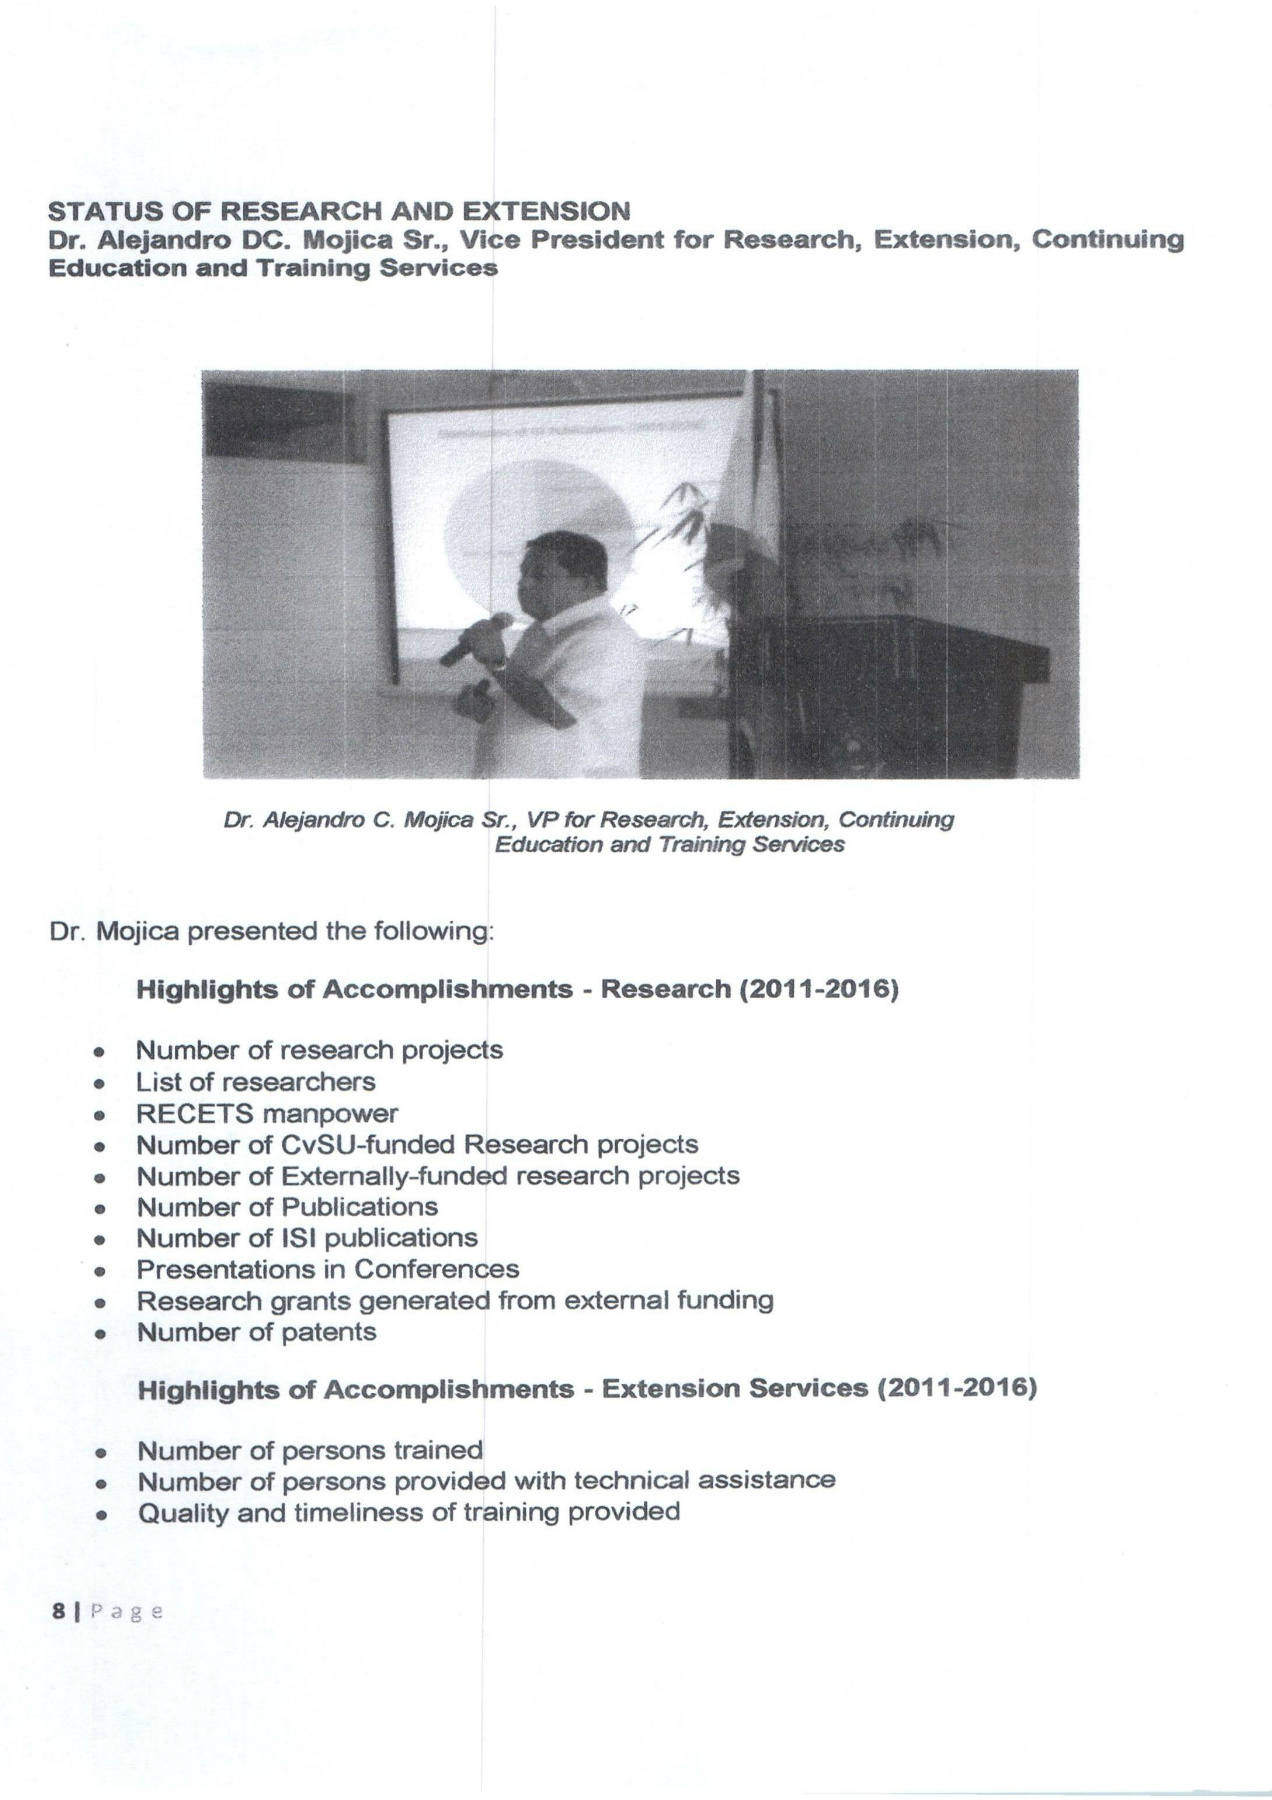 STATUS OF RESEARCH AND EXTENSION
Dr. Alejandro DC. Mojica Sr., Vice President for Research, Extension, Continuing
Education and Training Services
Dr. Alejandro C. Mojica Sr., VP for Research, Extension, Continuing
Education and Training Services
Dr. Mojica presented the following:
Highlights of Accomplishments - Research (2011-2016)
• Number of research projects
• List of researchers
• RECETS manpower
• Number of CvSU-funded Research projects
• Number of Externally-funded research projects
• Number of Publications
• Number of ISI publications
• Presentations in Conferences
• Research grants generated from external funding
• Number of patents
Highlights of Accomplishments - Extension Services (2011-2016)
• Number of persons trained
• Number of persons provided with technical assistance
• Quality and timeliness of training provided
8 | Page